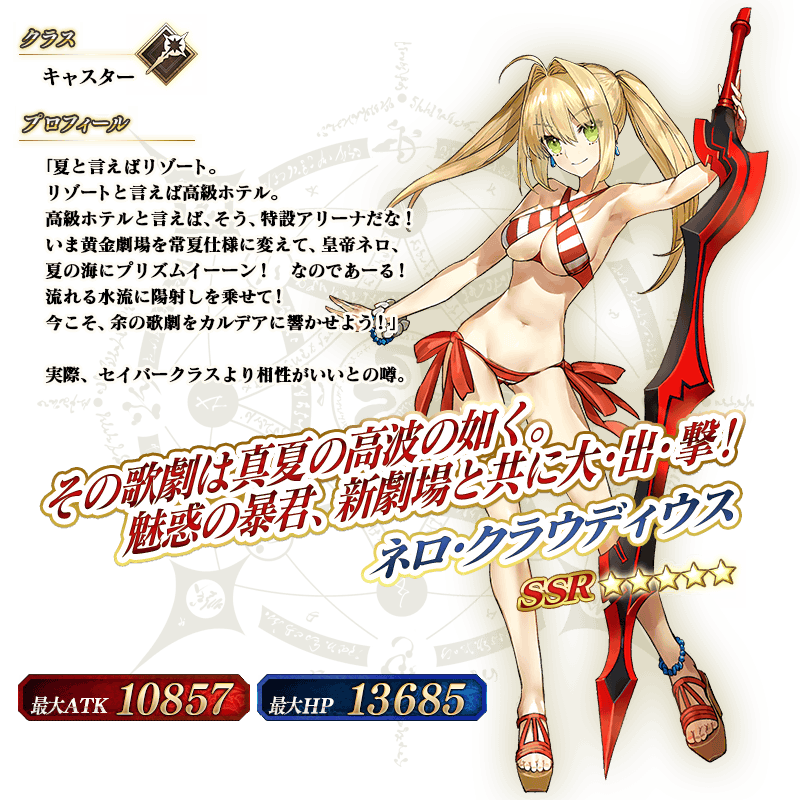 クラス
キャスター
プロフィール
「夏と言えばリゾート。
リゾートと言えば高級ホテル。
高級ホテルと言えば、そう、特設アリーナだな！
いま黄金劇場を常夏仕様に変えて、皇帝ネロ、
夏の海にプリズムイーーン！　なのであーる！
流れる水流に陽射しを乗せて！
今こそ、余の歌劇をカルデアに響かせよう！」
実際、セイバークラスより相性がいいとの噂。
その歌劇は真夏の高波の如く。
魅惑の暴君、新劇場と共に大・出・撃！
ネロ・クラウディウス
SSR ☆☆☆☆☆
最大ATK 10857
最大HP 13685